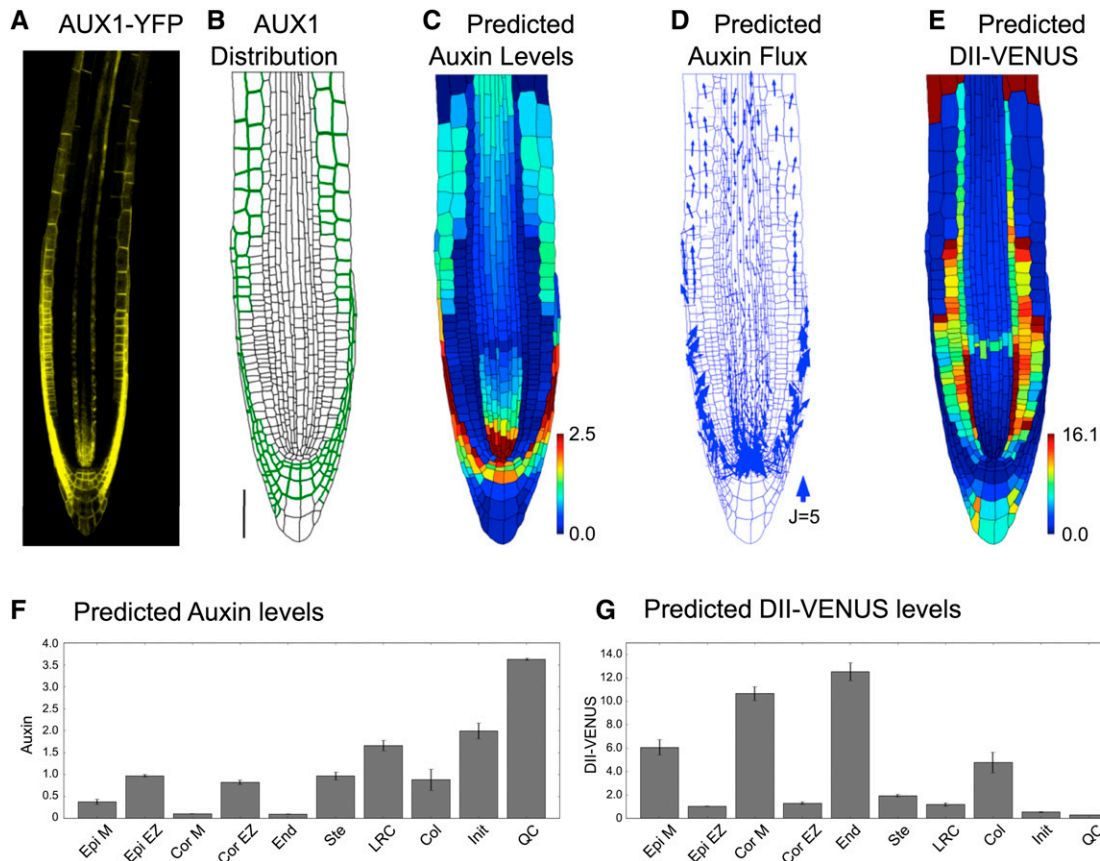 A AUX1-YFP
B AUX1 Distribution
C Predicted Auxin Levels
D Predicted Auxin Flux
E Predicted DII-VENUS
2.5
0.0
J=5
16.1
0.0
F Predicted Auxin levels
Auxin
4.0
3.5
3.0
2.5
2.0
1.5
1.0
0.5
0
Epi M
Epi EZ
Cor M
Cor EZ
End
Ste
LRC
Col
Init
QC
G Predicted DII-VENUS levels
DII-VENUS
14.0
12.0
10.0
8.0
6.0
4.0
2.0
0
Epi M
Epi EZ
Cor M
Cor EZ
End
Ste
LRC
Col
Init
QC